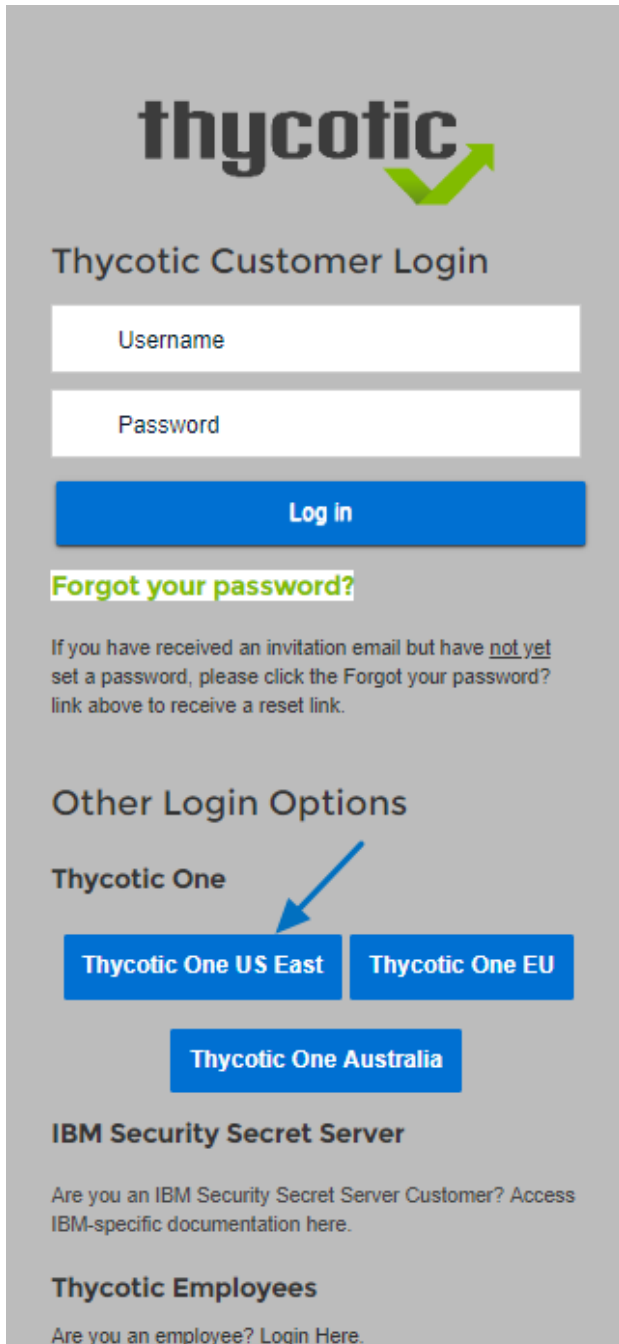 thycotic
Thycotic Customer Login
Username
Password
Log in
Forgot your password?
If you have received an invitation email but have not yet
set a password, please click the Forgot your password?
link above to receive a reset link.
Other Login Options
Thycotic One
Thycotic One US East
Thycotic One EU
Thycotic One Australia
IBM Security Secret Server
Are you an IBM Security Secret Server Customer? Access
IBM-specific documentation here.
Thycotic Employees
Are you an employee? Login Here.